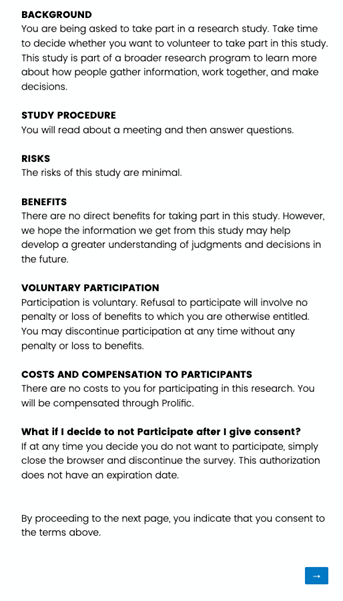 BACKGROUND
You are being asked to take part in a research study. Take time
to decide whether you want to volunteer to take part in this study.
This study is part of a broader research program to learn more
about how people gather information, work together, and make
decisions.
STUDY PROCEDURE
You will read about a meeting and then answer questions.
RISKS
The risks of this study are minimal.
BENEFITS
There are no direct benefits for taking part in this study. However,
we hope the information we get from this study may help
develop a greater understanding of judgments and decisions in
the future.
VOLUNTARY PARTICIPATION
Participation is voluntary. Refusal to participate will involve no
penalty or loss of benefits to which you are otherwise entitled.
You may discontinue participation at any time without any
penalty or loss to benefits.
COSTS AND COMPENSATION TO PARTICIPANTS
There are no costs to you for participating in this research. You
will be compensated through Prolific.
What if I decide to not Participate after I give consent?
If at any time you decide you do not want to participate, simply
close the browser and discontinue the survey. This authorization
does not have an expiration date.
By proceeding to the next page, you indicate that you consent to
the terms above.
→